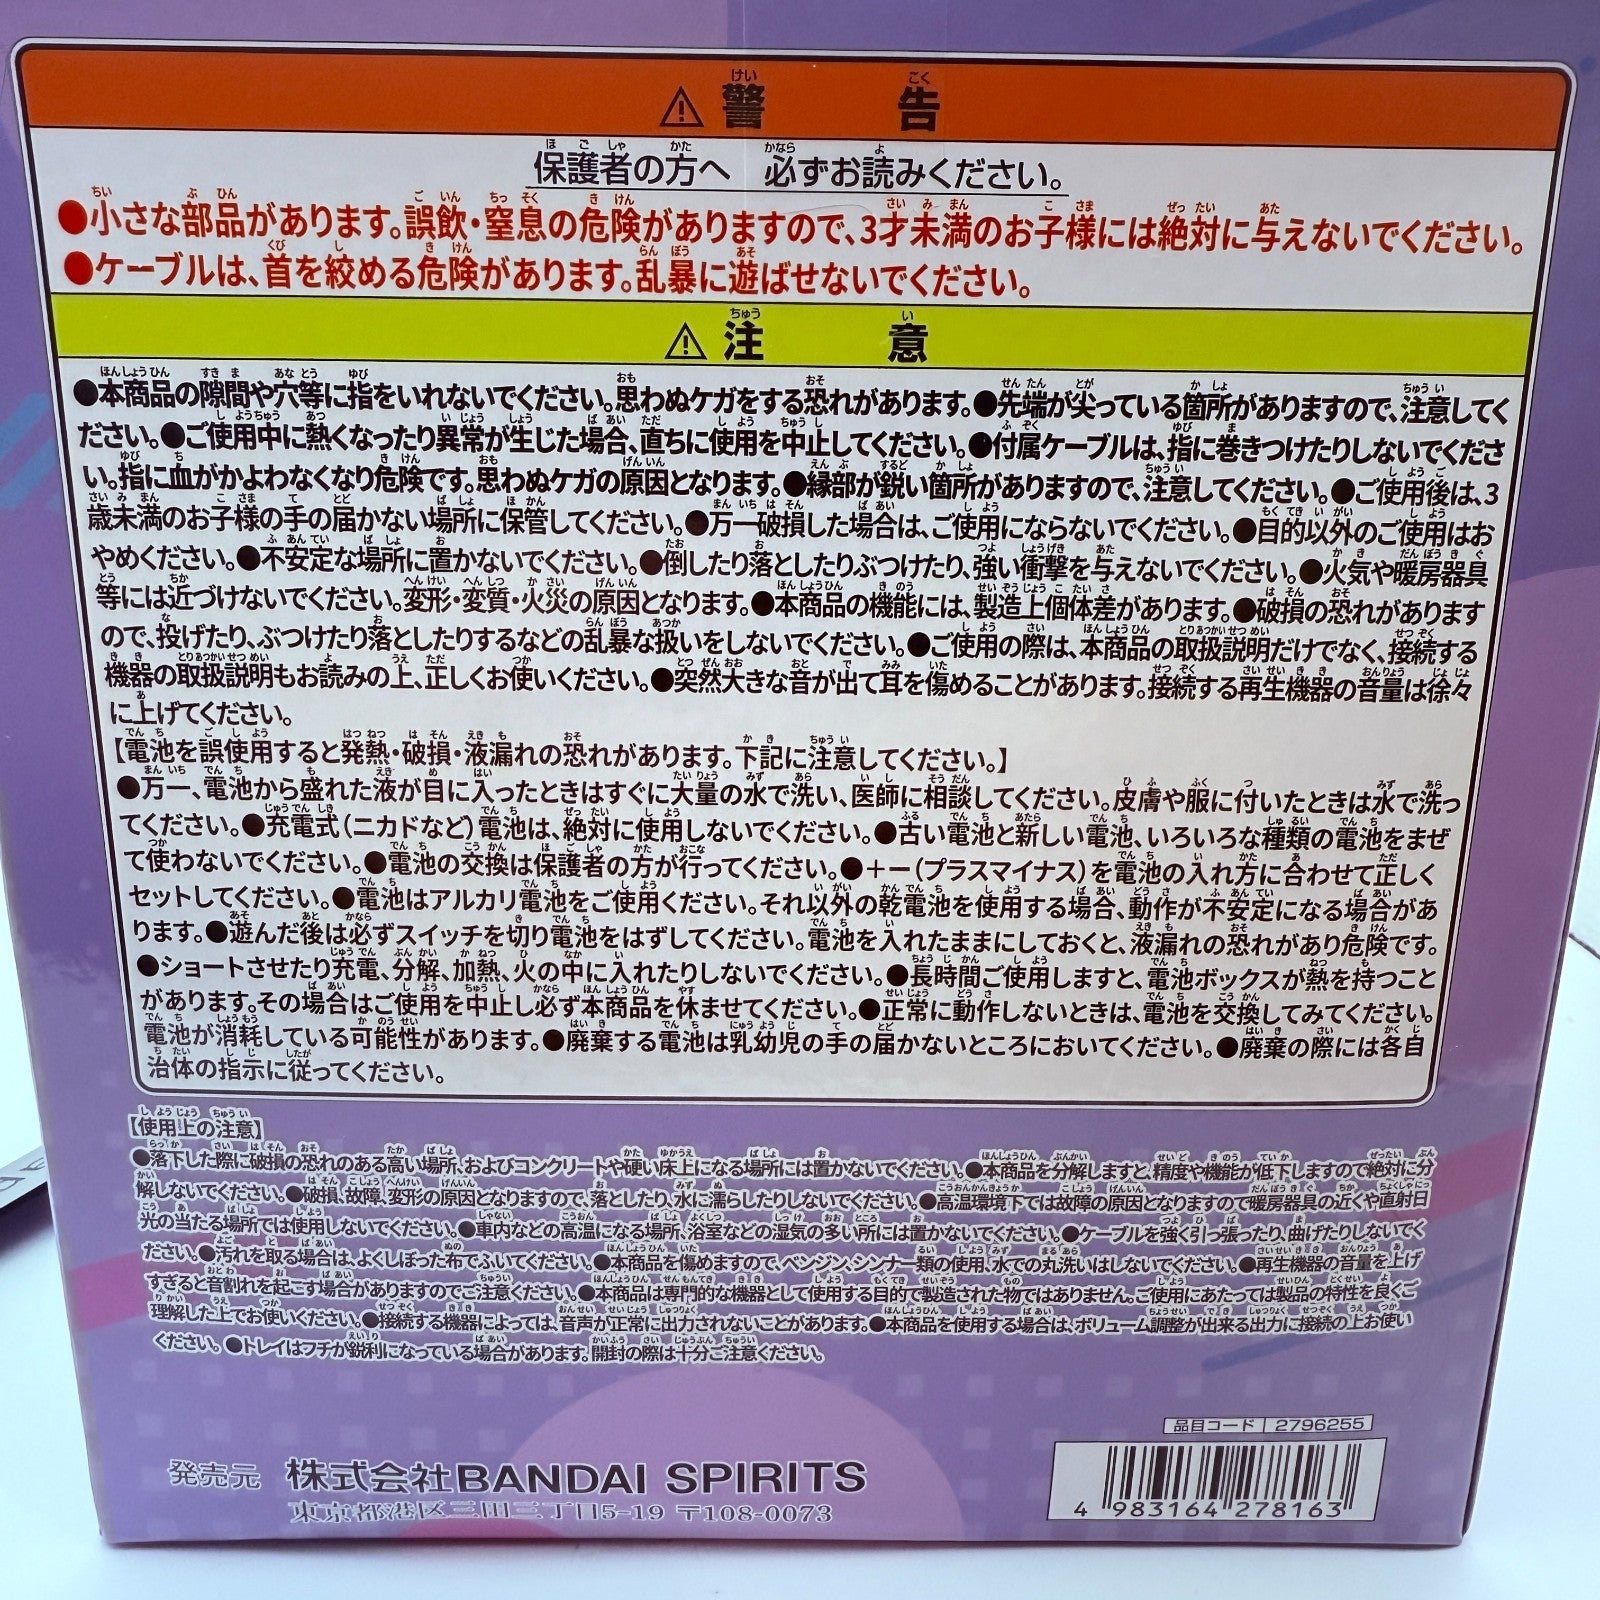 ⚠警告
保護者の方へ 必ずお読みください。
●小さな部品があります。誤飲・窒息の危険がありますので、3才未満のお子様には絶対に与えないでください。
●ケーブルは、首を絞める危険があります。乱暴に遊ばせないでください。
⚠注意
●本商品の隙間や穴等に指をいれないでください。思わぬケガをする恐れがあります。●先端が尖っている箇所がありますので、注意してく
ださい。●ご使用中に熱くなったり異常が生じた場合、直ちに使用を中止してください。●付属ケーブルは、指に巻きつけたりしないでくださ
い。指に血がかよわなくなり危険です。思わぬケガの原因となります。●縁部が鋭い箇所がありますので、注意してください。●ご使用後は、3
歳未満のお子様の手の届かない場所に保管してください。●万一破損した場合は、ご使用にならないでください。●目的以外のご使用はお
やめください。●不安定な場所に置かないでください。●倒したり落としたりぶつけたり、強い衝撃を与えないでください。●火気や暖房器具
等には近づけないでください。変形・変質・火災の原因となります。●本商品の機能には、製造上個体差があります。●破損の恐れがあります
ので、投げたり、ぶつけたり落としたりするなどの乱暴な扱いをしないでください。●ご使用の際は、本商品の取扱説明だけでなく、接続する
機器の取扱説明もお読みの上、正しくお使いください。●突然大きな音が出て耳を傷めることがあります。接続する再生機器の音量は徐々
に上げてください。
【電池を誤使用すると発熱・破損・液漏れの恐れがあります。下記に注意してください。】
●万一、電池から盛れた液が目に入ったときはすぐに大量の水で洗い、医師に相談してください。皮膚や服に付いたときは水で洗っ
てください。●充電式(ニカドなど)電池は、絶対に使用しないでください。●古い電池と新しい電池、いろいろな種類の電池をまぜ
て使わないでください。●電池の交換は保護者の方が行ってください。●+-(プラスマイナス)を電池の入れ方に合わせて正しく
セットしてください。●電池はアルカリ電池をご使用ください。それ以外の乾電池を使用する場合、動作が不安定になる場合があ
ります。●遊んだ後は必ずスイッチを切り電池をはずしてください。電池を入れたままにしておくと、液漏れの恐れがあり危険です。
●ショートさせたり充電、分解、加熱、火の中に入れたりしないでください。●長時間ご使用しますと、電池ボックスが熱を持つこと
があります。その場合はご使用を中止し必ず本商品を休ませてください。●正常に動作しないときは、電池を交換してみてください。
電池が消耗している可能性があります。●廃棄する電池は乳幼児の手の届かないところにおいてください。●廃棄の際には各自
治体の指示に従ってください。
【使用上の注意】
●落下した際に破損の恐れのある高い場所、およびコンクリートや硬い床上になる場所には置かないでください。●本商品を分解しますと、精度や機能が低下しますので絶対に分
解しないでください。●破損、故障、変形の原因となりますので、落としたり、水に濡らしたりしないでください。●高温環境下では故障の原因となりますので暖房器具の近くや直射日
光の当たる場所では使用しないでください。●車内などの高温になる場所、浴室などの湿気の多い所には置かないでください。●ケーブルを強く引っ張ったり、曲げたりしないでく
ださい。●汚れを取る場合は、よくしぼった布でふいてください。●本商品を傷めますので、ベンジン、シンナー類の使用、水での丸洗いはしないでください。●再生機器の音量を上げ
すぎると音割れを起こす場合がありますのでご注意ください。●本商品は専門的な機器として使用する目的で製造された物ではありません。ご使用にあたっては製品の特性を良くご
理解した上でお使いください。●接続する機器によっては、音声が正常に出力されないことがあります。●本商品を使用する場合は、ボリューム調整が出来る出力に接続の上お使い
ください。●トレイはフチが鋭利になっている場合があります。開封の際は十分ご注意ください。
品目コード 2796255
発売元 株式会社BANDAI SPIRITS
東京都港区三田三丁目5-19 〒108-0073
4 983164 278163